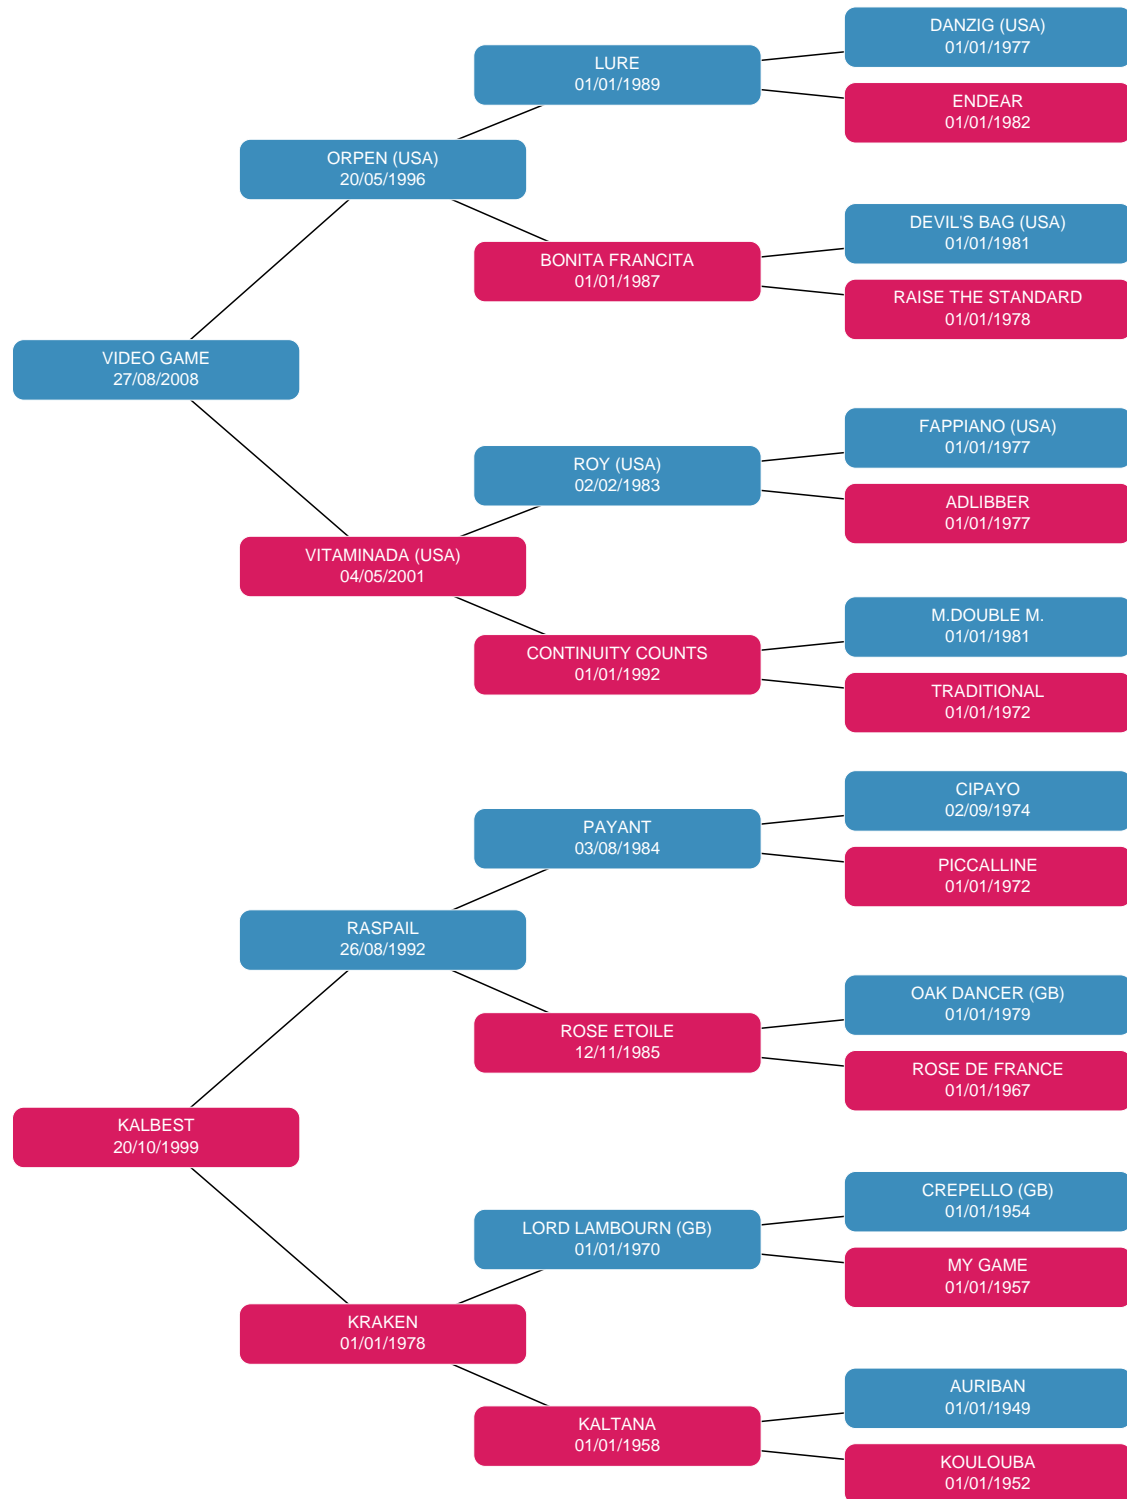 DANZIG (USA)
01/01/1977
LURE
01/01/1989
ENDEAR
01/01/1982
ORPEN (USA)
20/05/1996
DEVIL'S BAG (USA)
01/01/1981
BONITA FRANCITA
01/01/1987
RAISE THE STANDARD
01/01/1978
VIDEO GAME
27/08/2008
FAPPIANO (USA)
01/01/1977
ROY (USA)
02/02/1983
ADLIBBER
01/01/1977
VITAMINADA (USA)
04/05/2001
M.DOUBLE M.
01/01/1981
CONTINUITY COUNTS
01/01/1992
TRADITIONAL
01/01/1972
CIPAYO
02/09/1974
PAYANT
03/08/1984
PICCALLINE
01/01/1972
RASPAIL
26/08/1992
OAK DANCER (GB)
01/01/1979
ROSE ETOILE
12/11/1985
ROSE DE FRANCE
01/01/1967
KALBEST
20/10/1999
CREPELLO (GB)
01/01/1954
LORD LAMBOURN (GB)
01/01/1970
MY GAME
01/01/1957
KRAKEN
01/01/1978
AURIBAN
01/01/1949
KALTANA
01/01/1958
KOULOUBA
01/01/1952